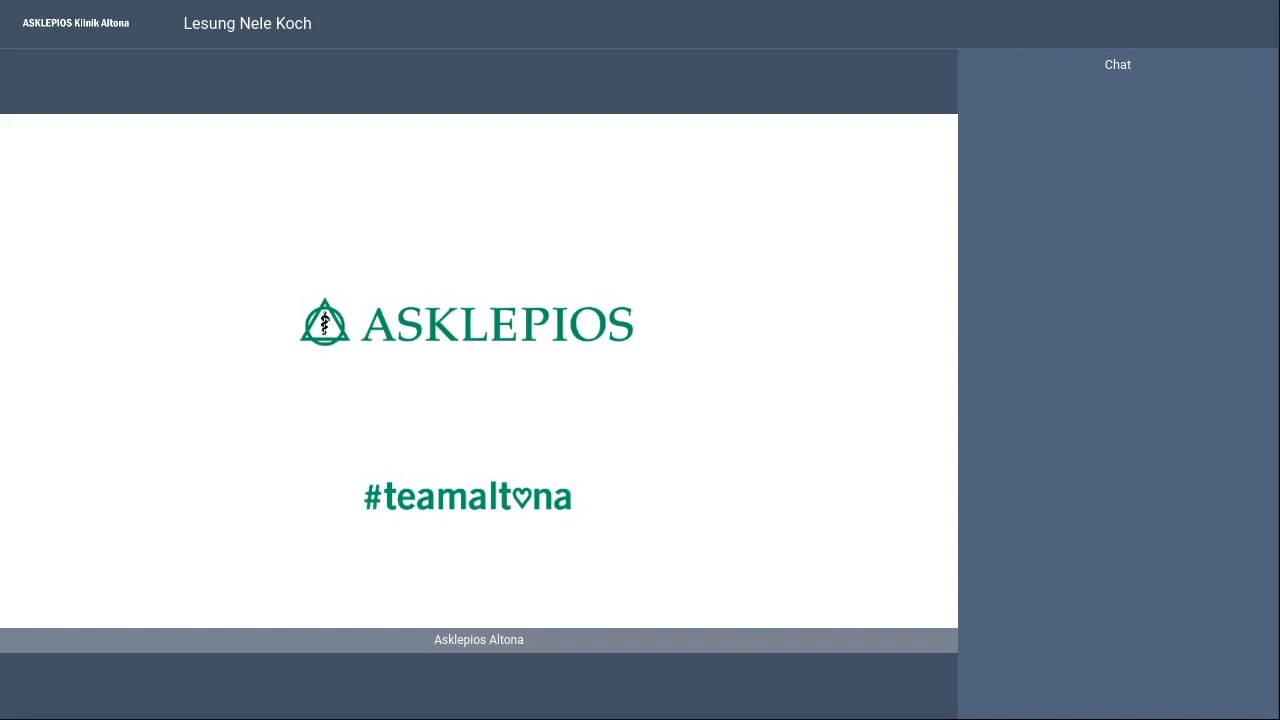 ASKLEPIOS Klinik Altona
Lesung Nele Koch
Chat
ASKLEPIOS
#teamaltona
Asklepios Altona